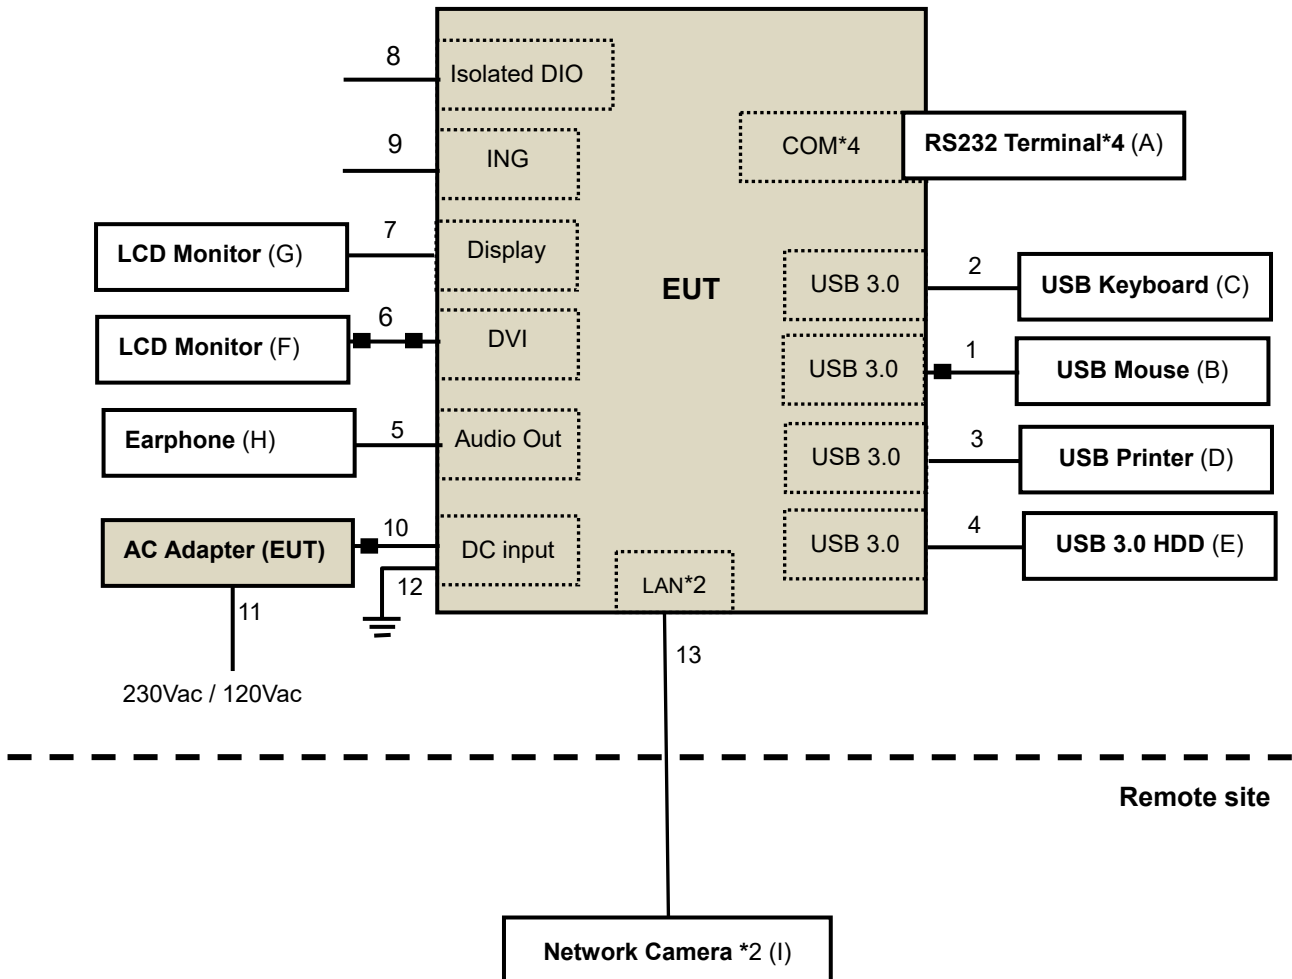 8
Isolated DIO
9
ING
COM*4
RS232 Terminal*4 (A)
7
LCD Monitor (G)
Display
EUT
USB 3.0
2
USB Keyboard (C)
6
LCD Monitor (F)
DVI
USB 3.0
1
USB Mouse (B)
Earphone (H)
5
Audio Out
USB 3.0
3
USB Printer (D)
AC Adapter (EUT)
10
DC input
12
USB 3.0
4
USB 3.0 HDD (E)
LAN*2
11
13
230Vac / 120Vac
Remote site
Network Camera *2 (I)